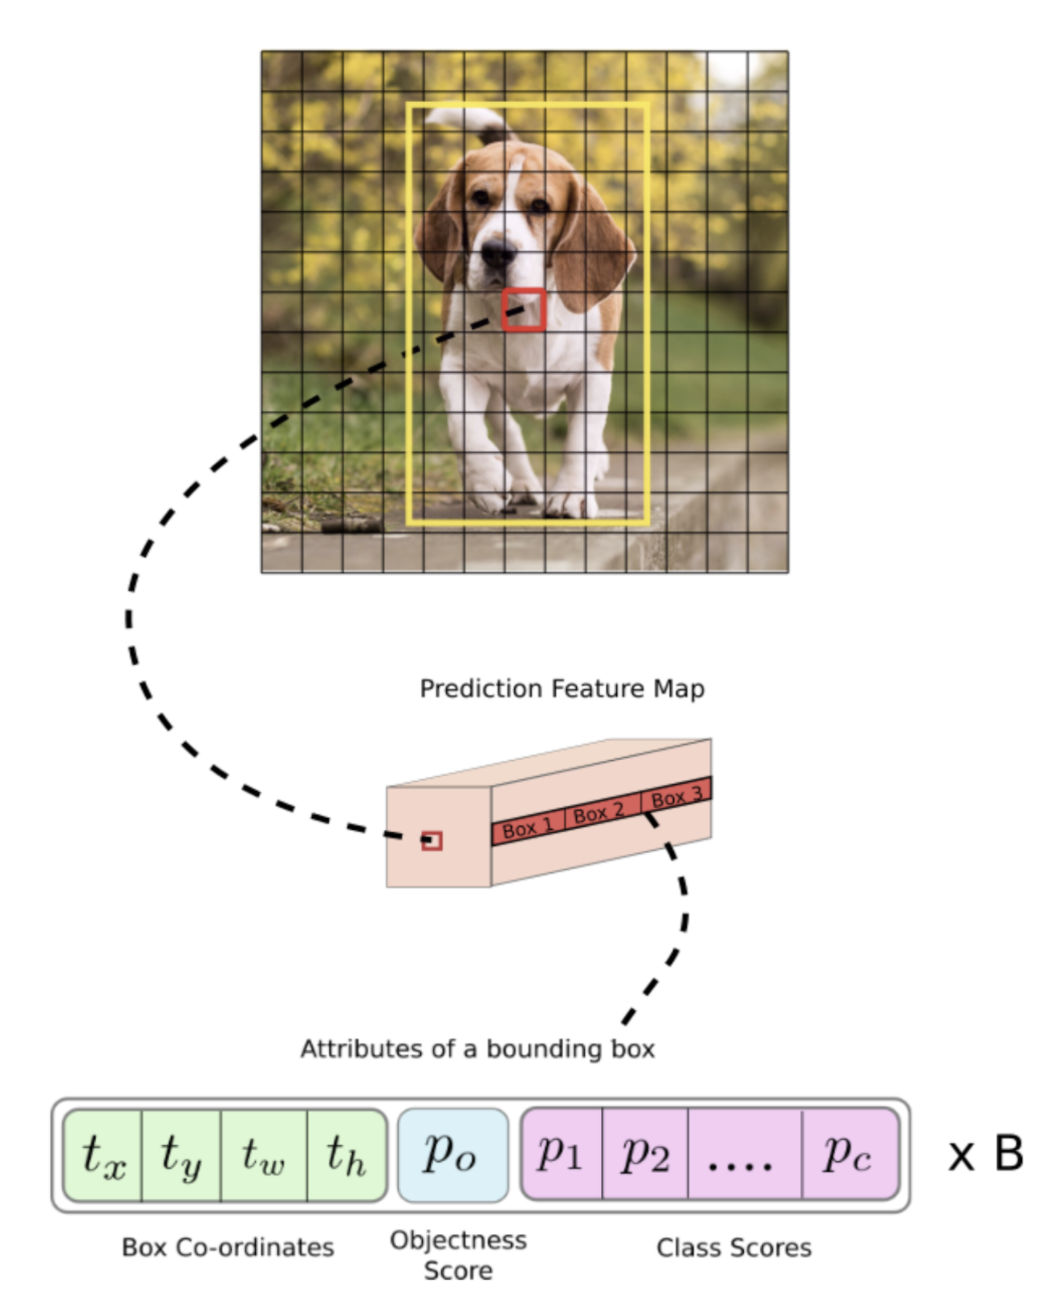 Prediction Feature Map
Box 1 Box 2 Box 3
Attributes of a bounding box
t_x t_y t_w t_h p_o p_1 p_2 .... p_c x B
Box Co-ordinates
Objectness
Score
Class Scores